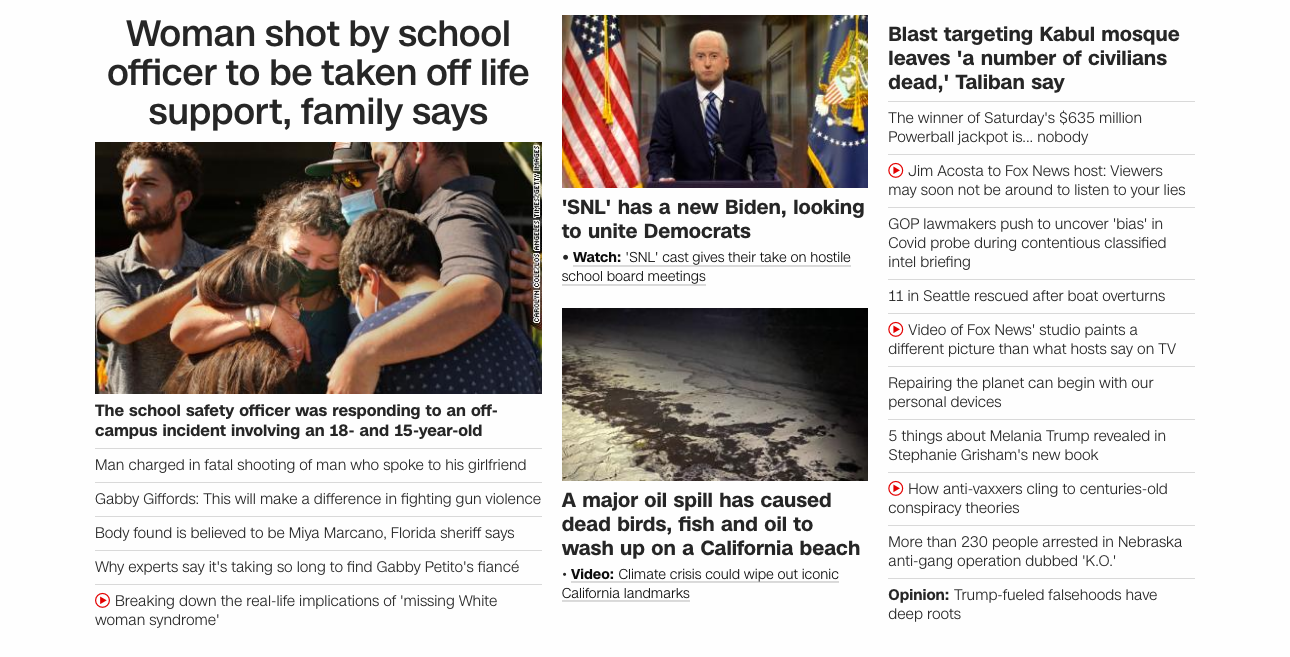 Woman shot by school
officer to be taken off life
support, family says
CAROLYN COLE/LOS ANGELES TIMES/GETTY IMAGES
The school safety officer was responding to an off-
campus incident involving an 18- and 15-year-old
Man charged in fatal shooting of man who spoke to his girlfriend
Gabby Giffords: This will make a difference in fighting gun violence
Body found is believed to be Miya Marcano, Florida sheriff says
Why experts say it's taking so long to find Gabby Petito's fiancé
Breaking down the real-life implications of 'missing White
woman syndrome'
'SNL' has a new Biden, looking
to unite Democrats
• Watch: 'SNL' cast gives their take on hostile
school board meetings
A major oil spill has caused
dead birds, fish and oil to
wash up on a California beach
• Video: Climate crisis could wipe out iconic
California landmarks
Blast targeting Kabul mosque
leaves 'a number of civilians
dead,' Taliban say
The winner of Saturday's $635 million
Powerball jackpot is... nobody
Jim Acosta to Fox News host: Viewers
may soon not be around to listen to your lies
GOP lawmakers push to uncover 'bias' in
Covid probe during contentious classified
intel briefing
11 in Seattle rescued after boat overturns
Video of Fox News' studio paints a
different picture than what hosts say on TV
Repairing the planet can begin with our
personal devices
5 things about Melania Trump revealed in
Stephanie Grisham's new book
How anti-vaxxers cling to centuries-old
conspiracy theories
More than 230 people arrested in Nebraska
anti-gang operation dubbed 'K.O.'
Opinion: Trump-fueled falsehoods have
deep roots